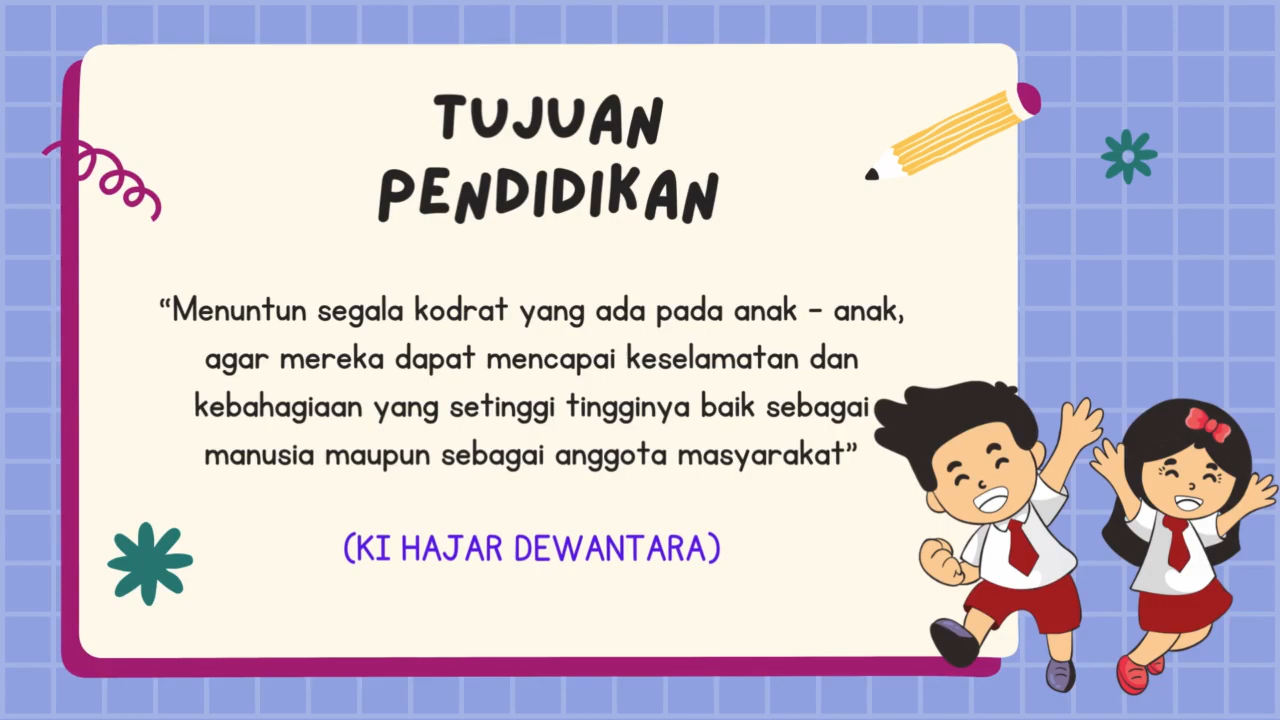 TUJUAN
PENDIDIKAN
“Menuntun segala kodrat yang ada pada anak - anak,
agar mereka dapat mencapai keselamatan dan
kebahagiaan yang setinggi tingginya baik sebagai
manusia maupun sebagai anggota masyarakat”
(KI HAJAR DEWANTARA)